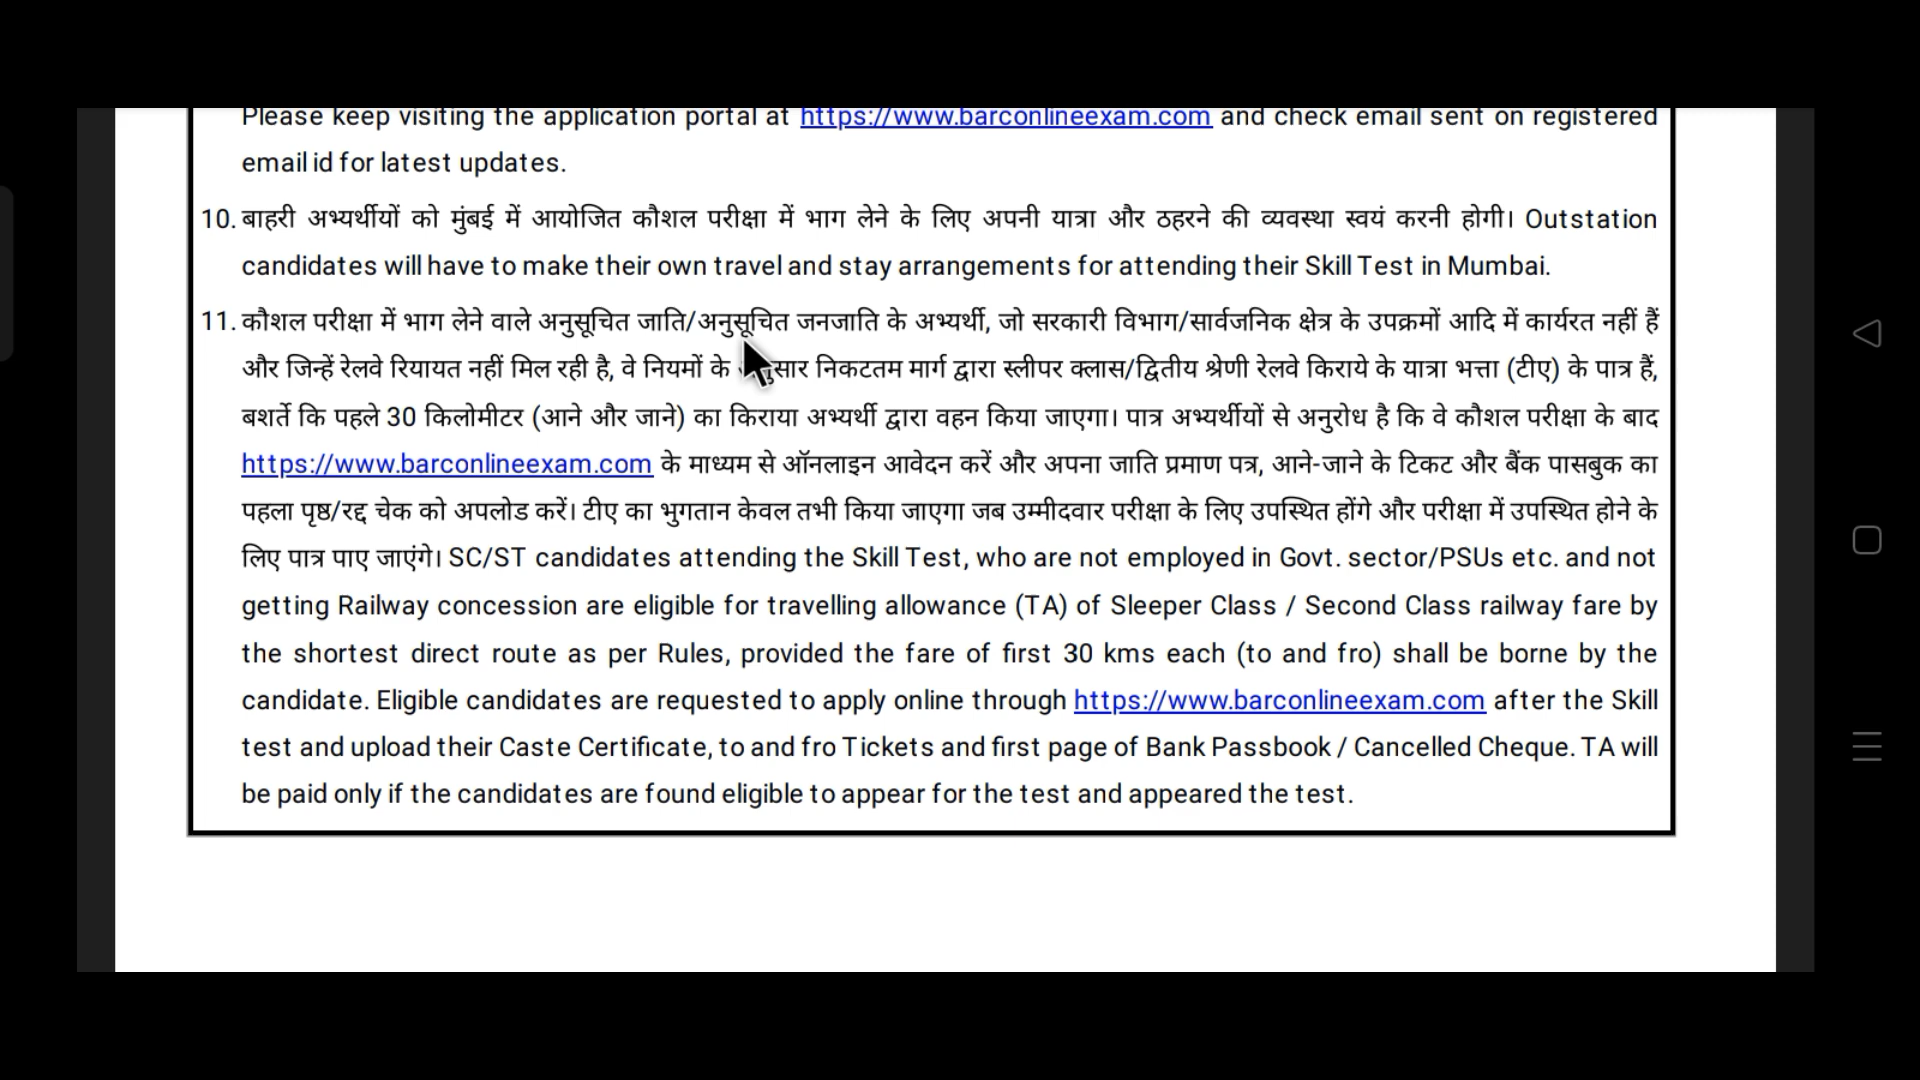 Please keep visiting the application portal at https://www.barconlineexam.com and check email sent on registered
email id for latest updates.
10. बाहरी अभ्यर्थीयों को मुंबई में आयोजित कौशल परीक्षा में भाग लेने के लिए अपनी यात्रा और ठहरने की व्यवस्था स्वयं करनी होगी। Outstation
candidates will have to make their own travel and stay arrangements for attending their Skill Test in Mumbai.
11. कौशल परीक्षा में भाग लेने वाले अनुसूचित जाति/अनुसूचित जनजाति के अभ्यर्थी, जो सरकारी विभाग/सार्वजनिक क्षेत्र के उपक्रमों आदि में कार्यरत नहीं हैं
और जिन्हें रेलवे रियायत नहीं मिल रही है, वे नियमों के निकटतम मार्ग द्वारा स्लीपर क्लास/द्वितीय श्रेणी रेलवे किराये के यात्रा भत्ता (टीए) के पात्र हैं,
बशर्ते कि पहले 30 किलोमीटर (आने और जाने) का किराया अभ्यर्थी द्वारा वहन किया जाएगा। पात्र अभ्यर्थीयों से अनुरोध है कि वे कौशल परीक्षा के बाद
https://www.barconlineexam.com के माध्यम से ऑनलाइन आवेदन करें और अपना जाति प्रमाण पत्र, आने-जाने के टिकट और बैंक पासबुक का
पहला पृष्ठ/रद्द चेक को अपलोड करें। टीए का भुगतान केवल तभी किया जाएगा जब उम्मीदवार परीक्षा के लिए उपस्थित होंगे और परीक्षा में उपस्थित होने के
लिए पात्र पाए जाएंगे। SC/ST candidates attending the Skill Test, who are not employed in Govt. sector/PSUs etc. and not
getting Railway concession are eligible for travelling allowance (TA) of Sleeper Class / Second Class railway fare by
the shortest direct route as per Rules, provided the fare of first 30 kms each (to and fro) shall be borne by the
candidate. Eligible candidates are requested to apply online through https://www.barconlineexam.com after the Skill
test and upload their Caste Certificate, to and fro Tickets and first page of Bank Passbook / Cancelled Cheque. TA will
be paid only if the candidates are found eligible to appear for the test and appeared the test.